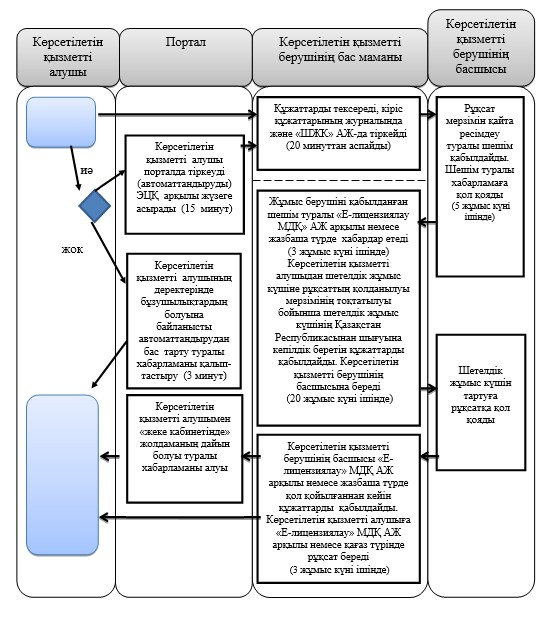 Көрсетілетін
қызметті
алушы
Портал
Көрсетілетін қызметті
берушінің бас маманы
Көрсетілетін
қызметті
берушінің
басшысы
Құжаттарды тексереді, кіріс
құжаттарының журналында
және «ШЖК» АЖ-да тіркейді
(20 минуттан аспайды)
Рұқсат
мерзімін қайта
ресімдеу
туралы шешім
қабылдайды.
Шешім туралы
хабарламаға
қол қояды
(5 жұмыс күні
ішінде)
иә
Көрсетілетін
қызметті алушы
порталда тіркеуді
(автоматтандыруды)
ЭЦҚ арқылы жүзеге
асырады (15 минут)
Жұмыс берушіні қабылданған
шешім туралы «Е-лицензиялау
МДҚ» АЖ арқылы немесе
жазбаша түрде хабардар етеді
(3 жұмыс күні ішінде)
Көрсетілетін қызметті
алушыдан шетелдік жұмыс
күшіне рұқсаттың қолданылуы
мерзімінің тоқтатылуы
бойынша шетелдік жұмыс
күшінің Қазақстан
Республикасынан шығуына
кепілдік беретін құжаттарды
қабылдайды. Көрсетілетін
қызметті берушінің
басшысына береді
(20 жұмыс күні ішінде)
жок
Көрсетілетін
қызметті алушының
деректерінде
бұзушылықтардың
болуына
байланысты
автоматтандырудан
бас тарту туралы
хабарламаны қалып-
тастыру (3 минут)
Шетелдік
жұмыс күшін
тартуға
рұқсатқа қол
қояды
Көрсетілетін
қызметті алушымен
«жеке кабинетінде»
жолдаманың дайын
болуы туралы
хабарламаны алуы
Көрсетілетін қызметті
берушінің басшысы «Е-
лицензиялау» МДҚ АЖ
арқылы немесе жазбаша түрде
қол қойылғаннан кейін
құжаттарды қабылдайды.
Көрсетілетін қызметті алушыға
«Е-лицензиялау» МДҚ АЖ
арқылы немесе қағаз түрінде
рұқсат береді
(3 жұмыс күні ішінде)